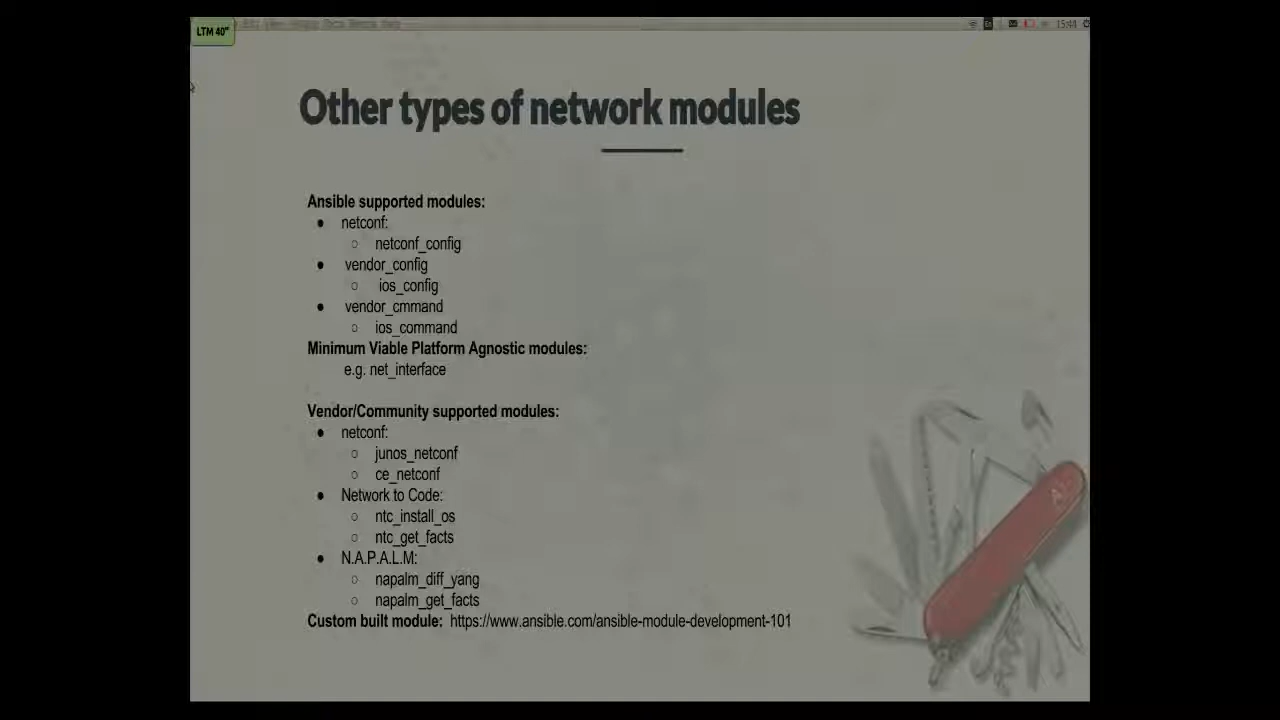 LTM 40"
15:44
Other types of network modules
Ansible supported modules:
● netconf:
○ netconf_config
● vendor_config
○ ios_config
● vendor_cmmand
○ ios_command
Minimum Viable Platform Agnostic modules:
e.g. net_interface
Vendor/Community supported modules:
● netconf:
○ junos_netconf
○ ce_netconf
● Network to Code:
○ ntc_install_os
○ ntc_get_facts
● N.A.P.A.L.M:
○ napalm_diff_yang
○ napalm_get_facts
Custom built module: https://www.ansible.com/ansible-module-development-101